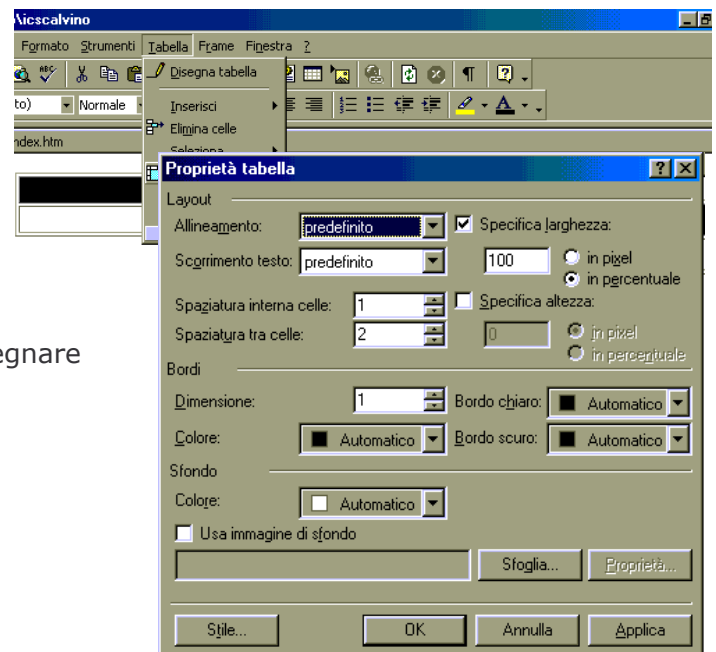 \icscalvino
Formato Strumenti Tabella Frame Finestra ?
Disegna tabella
to) Normale
Inserisci
Elimina celle
ndex.htm
Seleziona
Proprietà tabella
Layout
Allineamento: predefinito Specifica larghezza:
Scorrimento testo: predefinito 100 in pixel
in percentuale
Spaziatura interna celle: 1 Specifica altezza:
Spaziatura tra celle: 2 0 in pixel
in percentuale
egnare
Bordi
Dimensione: 1 Bordo chiaro: Automatico
Colore: Automatico Bordo scuro: Automatico
Sfondo
Colore: Automatico
Usa immagine di sfondo
Sfoglia... Proprietà...
Stile... OK Annulla Applica